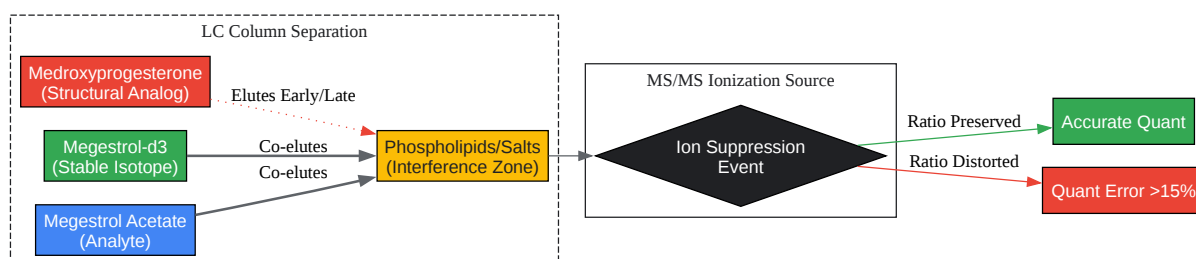 LC Column Separation
Medroxyprogesterone
(Structural Analog)
Elutes Early/Late
Megestrol-d3
(Stable Isotope)
Co-elutes
Co-elutes
Megestrol Acetate
(Analyte)
Phospholipids/Salts
(Interference Zone)
MS/MS Ionization Source
Ion Suppression
Event
Ratio Preserved
Accurate Quant
Ratio Distorted
Quant Error >15%